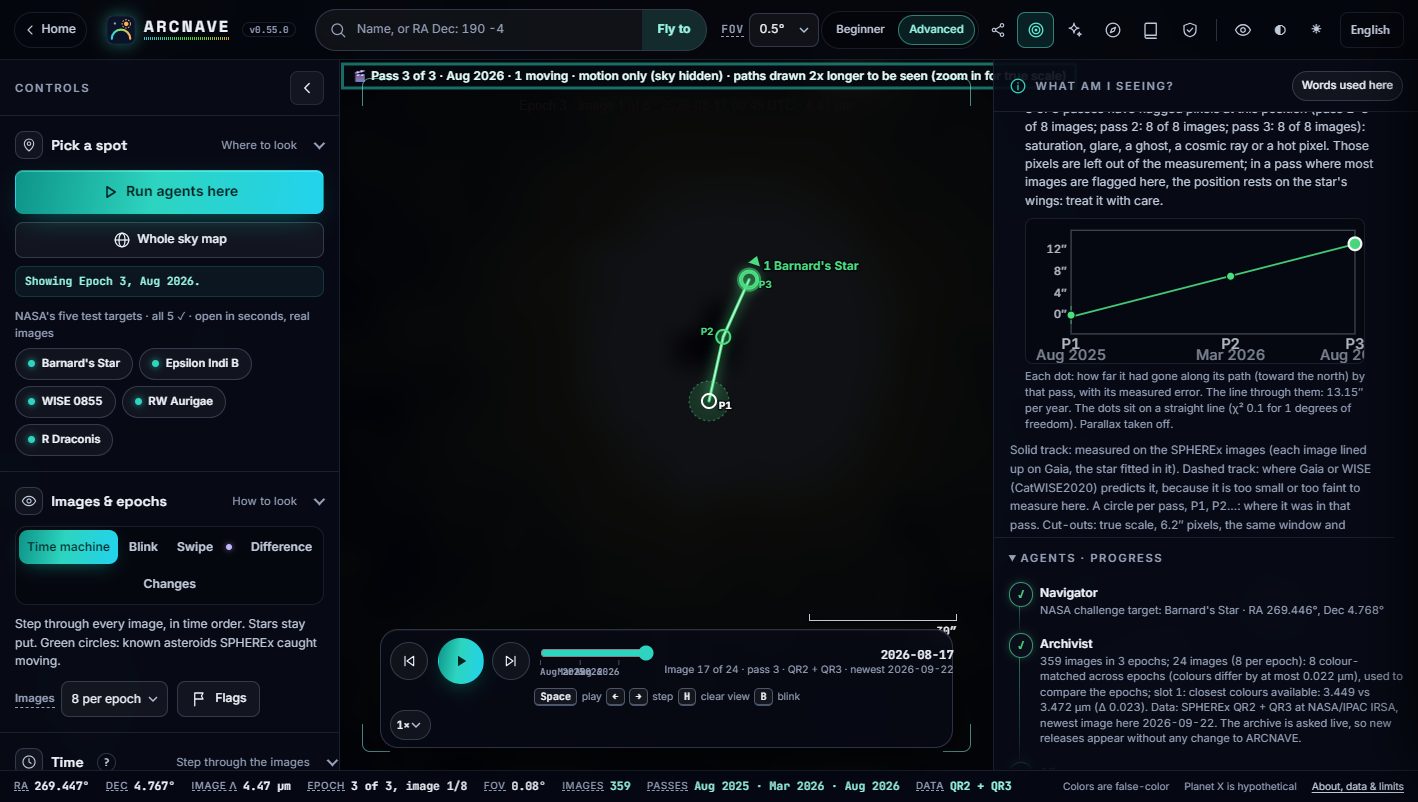 Home
ARCNAVE
v0.55.0
Name, or RA Dec: 190 -4
Fly to
FOV
0.5°
Beginner
Advanced
English
CONTROLS
Pick a spot
Where to look
Run agents here
Whole sky map
Showing Epoch 3, Aug 2026.
NASA's five test targets · all 5 ✓ · open in seconds, real
images
Barnard's Star
Epsilon Indi B
WISE 0855
RW Aurigae
R Draconis
Images & epochs
How to look
Time machine
Blink
Swipe
Difference
Changes
Step through every image, in time order. Stars stay
put. Green circles: known asteroids SPHEREx caught
moving.
Images
8 per epoch
Flags
Time
?
Step through the images
Pass 3 of 3 · Aug 2026 · 1 moving · motion only (sky hidden) · paths drawn 2x longer to be seen (zoom in for true scale)
1 Barnard's Star
P3
P2
P1
2026-08-17
Image 17 of 24 · pass 3 · QR2 + QR3 · newest 2026-09-22
Space play ← → step H clear view B blink
1×
WHAT AM I SEEING?
Words used here
of 8 images; pass 2: 8 of 8 images; pass 3: 8 of 8 images):
saturation, glare, a ghost, a cosmic ray or a hot pixel. Those
pixels are left out of the measurement; in a pass where most
images are flagged here, the position rests on the star's
wings: treat it with care.
12″
8″
4″
0″
P1
P2
P3
Aug 2025
Mar 2026
Aug 20
Each dot: how far it had gone along its path (toward the north) by
that pass, with its measured error. The line through them: 13.15″
per year. The dots sit on a straight line (χ² 0.1 for 1 degrees of
freedom). Parallax taken off.
Solid track: measured on the SPHEREx images (each image lined
up on Gaia, the star fitted in it). Dashed track: where Gaia or WISE
(CatWISE2020) predicts it, because it is too small or too faint to
measure here. A circle per pass, P1, P2...: where it was in that
pass. Cut-outs: true scale, 6.2″ pixels, the same window and
AGENTS · PROGRESS
Navigator
NASA challenge target: Barnard's Star · RA 269.446°, Dec 4.768°
Archivist
359 images in 3 epochs; 24 images (8 per epoch): 8 colour-
matched across epochs (colours differ by at most 0.022 µm), used to
compare the epochs; slot 1: closest colours available: 3.449 vs
3.472 µm (Δ 0.023). Data: SPHEREx QR2 + QR3 at NASA/IPAC IRSA,
newest image here 2026-09-22. The archive is asked live, so new
releases appear without any change to ARCNAVE.
RA 269.447° DEC 4.767° IMAGE Λ 4.47 µm EPOCH 3 of 3, image 1/8 FOV 0.08° IMAGES 359 PASSES Aug 2025 · Mar 2026 · Aug 2026 DATA QR2 + QR3
Colors are false-color
Planet X is hypothetical
About, data & limits